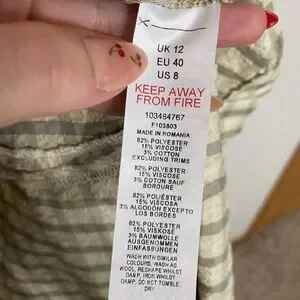 UK 12
EU 40
US 8
KEEP AWAY
FROM FIRE
103484767
F103803
MADE IN ROMANIA
82% POLYESTER
15% VISCOSE
3% COTTON
EXCLUDING TRIMS
82% POLYESTER
15% VISCOSE
3% COTON SAUF
BORDURE
82% POLIÉSTER
15% VISCOSA
3% ALGODÓN EXCEPTO
LOS BORDES
82% POLYESTER
15% VISKOSE
3% BAUMWOLLE
AUSGENOMMEN
EINFASSUNGEN
WASH WITH SIMILAR
COLOURS, WASH AS
WOOL, RESHAPE WHILST
DAMP, IRON WHILST
DAMP, DO NOT TUMBLE
DRY